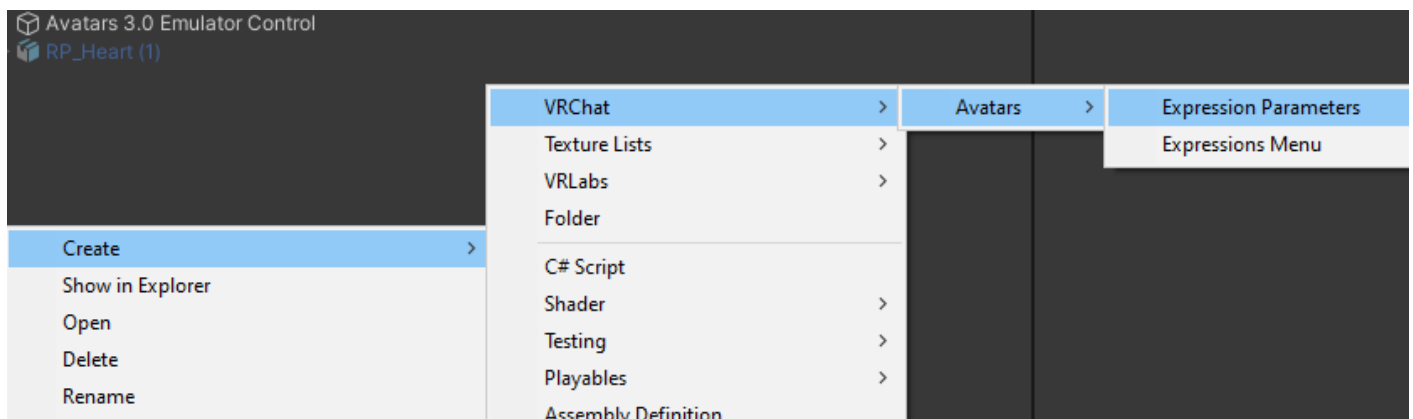 Avatars 3.0 Emulator Control
RP_Heart (1)
VRChat
Avatars
Expression Parameters
Texture Lists
Expressions Menu
VRLabs
Folder
Create
C# Script
Show in Explorer
Shader
Open
Testing
Delete
Playables
Rename
Assembly Definition